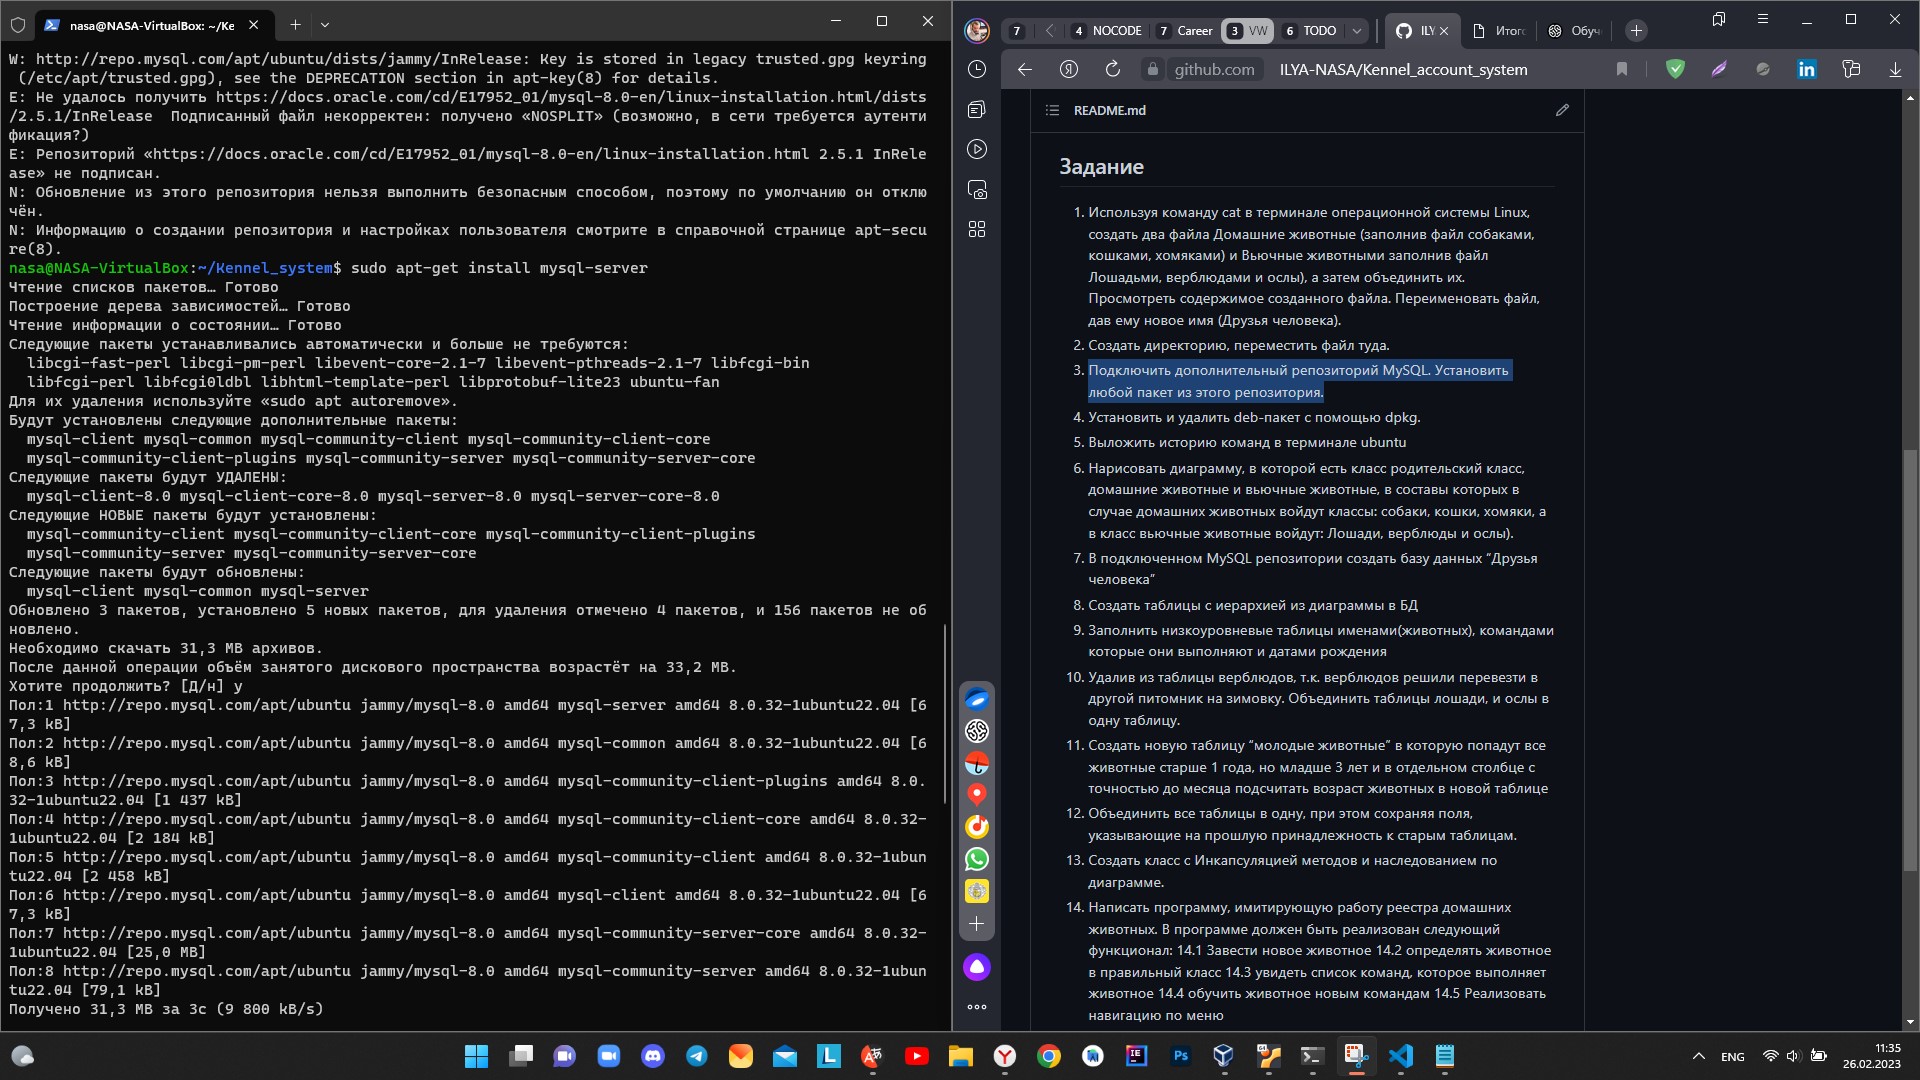 nasa@NASA-VirtualBox: ~/Ke
W: http://repo.mysql.com/apt/ubuntu/dists/jammy/InRelease: Key is stored in legacy trusted.gpg keyring
(/etc/apt/trusted.gpg), see the DEPRECATION section in apt-key(8) for details.
E: Не удалось получить https://docs.oracle.com/cd/E17952_01/mysql-8.0-en/linux-installation.html/dists
/2.5.1/InRelease  Подписанный файл некорректен: получено «NOSPLIT» (возможно, в сети требуется аутенти
фикация?)
E: Репозиторий «https://docs.oracle.com/cd/E17952_01/mysql-8.0-en/linux-installation.html 2.5.1 InRele
ase» не подписан.
N: Обновление из этого репозитория нельзя выполнить безопасным способом, поэтому по умолчанию он отклю
чён.
N: Информацию о создании репозитория и настройках пользователя смотрите в справочной странице apt-secu
re(8).
nasa@NASA-VirtualBox:~/Kennel_system$ sudo apt-get install mysql-server
Чтение списков пакетов… Готово
Построение дерева зависимостей… Готово
Чтение информации о состоянии… Готово
Следующие пакеты устанавливались автоматически и больше не требуются:
libcgi-fast-perl libcgi-pm-perl libevent-core-2.1-7 libevent-pthreads-2.1-7 libfcgi-bin
libfcgi-perl libfcgi0ldbl libhtml-template-perl libprotobuf-lite23 ubuntu-fan
Для их удаления используйте «sudo apt autoremove».
Будут установлены следующие дополнительные пакеты:
mysql-client mysql-common mysql-community-client mysql-community-client-core
mysql-community-client-plugins mysql-community-server mysql-community-server-core
Следующие пакеты будут УДАЛЕНЫ:
mysql-client-8.0 mysql-client-core-8.0 mysql-server-8.0 mysql-server-core-8.0
Следующие НОВЫЕ пакеты будут установлены:
mysql-community-client mysql-community-client-core mysql-community-client-plugins
mysql-community-server mysql-community-server-core
Следующие пакеты будут обновлены:
mysql-client mysql-common mysql-server
Обновлено 3 пакетов, установлено 5 новых пакетов, для удаления отмечено 4 пакетов, и 156 пакетов не об
новлено.
Необходимо скачать 31,3 MB архивов.
После данной операции объём занятого дискового пространства возрастёт на 33,2 MB.
Хотите продолжить? [Д/н] y
Пол:1 http://repo.mysql.com/apt/ubuntu jammy/mysql-8.0 amd64 mysql-server amd64 8.0.32-1ubuntu22.04 [6
7,3 kB]
Пол:2 http://repo.mysql.com/apt/ubuntu jammy/mysql-8.0 amd64 mysql-common amd64 8.0.32-1ubuntu22.04 [6
8,6 kB]
Пол:3 http://repo.mysql.com/apt/ubuntu jammy/mysql-8.0 amd64 mysql-community-client-plugins amd64 8.0.
32-1ubuntu22.04 [1 437 kB]
Пол:4 http://repo.mysql.com/apt/ubuntu jammy/mysql-8.0 amd64 mysql-community-client-core amd64 8.0.32-
1ubuntu22.04 [2 184 kB]
Пол:5 http://repo.mysql.com/apt/ubuntu jammy/mysql-8.0 amd64 mysql-community-client amd64 8.0.32-1ubun
tu22.04 [2 458 kB]
Пол:6 http://repo.mysql.com/apt/ubuntu jammy/mysql-8.0 amd64 mysql-client amd64 8.0.32-1ubuntu22.04 [6
7,3 kB]
Пол:7 http://repo.mysql.com/apt/ubuntu jammy/mysql-8.0 amd64 mysql-community-server-core amd64 8.0.32-
1ubuntu22.04 [25,0 MB]
Пол:8 http://repo.mysql.com/apt/ubuntu jammy/mysql-8.0 amd64 mysql-community-server amd64 8.0.32-1ubun
tu22.04 [79,1 kB]
Получено 31,3 MB за 3с (9 800 kB/s)
7 4 NOCODE 7 Career 3 VW 6 TODO ILY Итог Обуч
github.com ILYA-NASA/Kennel_account_system
README.md
Задание
1. Используя команду cat в терминале операционной системы Linux,
создать два файла Домашние животные (заполнив файл собаками,
кошками, хомяками) и Вьючные животными заполнив файл
Лошадьми, верблюдами и ослы), а затем объединить их.
Просмотреть содержимое созданного файла. Переименовать файл,
дав ему новое имя (Друзья человека).
2. Создать директорию, переместить файл туда.
3. Подключить дополнительный репозиторий MySQL. Установить
любой пакет из этого репозитория.
4. Установить и удалить deb-пакет с помощью dpkg.
5. Выложить историю команд в терминале ubuntu
6. Нарисовать диаграмму, в которой есть класс родительский класс,
домашние животные и вьючные животные, в составы которых в
случае домашних животных войдут классы: собаки, кошки, хомяки, а
в класс вьючные животные войдут: Лошади, верблюды и ослы).
7. В подключенном MySQL репозитории создать базу данных “Друзья
человека”
8. Создать таблицы с иерархией из диаграммы в БД
9. Заполнить низкоуровневые таблицы именами(животных), командами
которые они выполняют и датами рождения
10. Удалив из таблицы верблюдов, т.к. верблюдов решили перевезти в
другой питомник на зимовку. Объединить таблицы лошади, и ослы в
одну таблицу.
11. Создать новую таблицу “молодые животные” в которую попадут все
животные старше 1 года, но младше 3 лет и в отдельном столбце с
точностью до месяца подсчитать возраст животных в новой таблице
12. Объединить все таблицы в одну, при этом сохраняя поля,
указывающие на прошлую принадлежность к старым таблицам.
13. Создать класс с Инкапсуляцией методов и наследованием по
диаграмме.
14. Написать программу, имитирующую работу реестра домашних
животных. В программе должен быть реализован следующий
функционал: 14.1 Завести новое животное 14.2 определять животное
в правильный класс 14.3 увидеть список команд, которое выполняет
животное 14.4 обучить животное новым командам 14.5 Реализовать
навигацию по меню
ENG
11:35
26.02.2023